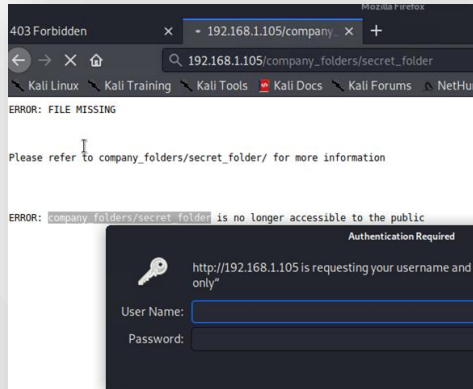 Mozilla Firefox
403 Forbidden
192.168.1.105/company_
192.168.1.105/company_folders/secret_folder
Kali Linux Kali Training Kali Tools Kali Docs Kali Forums NetHu
ERROR: FILE MISSING
Please refer to company_folders/secret_folder/ for more information
ERROR: company_folders/secret_folder is no longer accessible to the public
Authentication Required
http://192.168.1.105 is requesting your username and
only”
User Name:
Password: